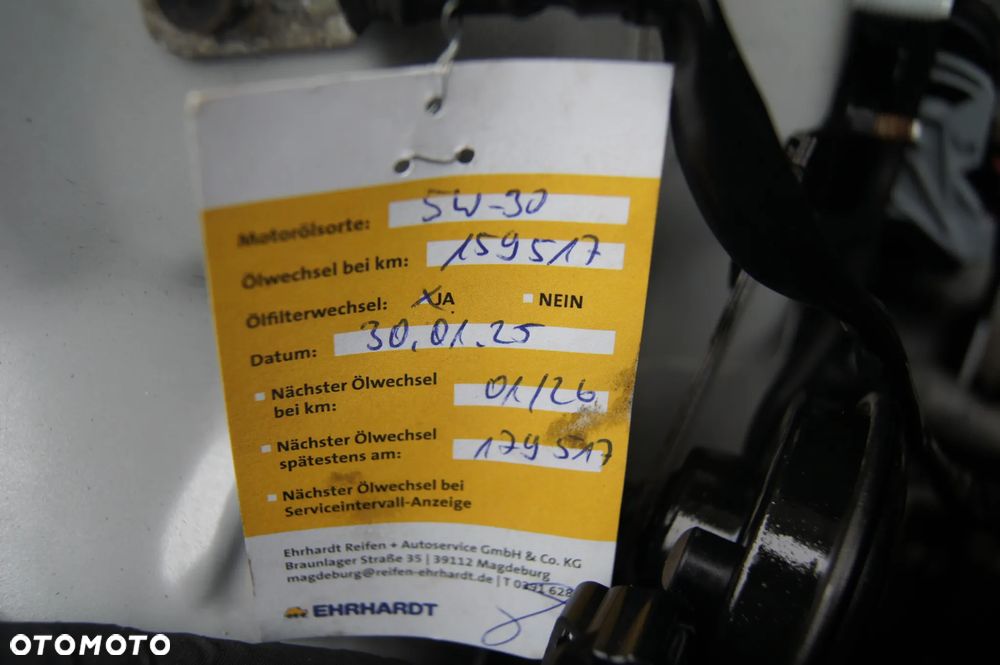 Motorölsorte: 5W-30
Ölwechsel bei km: 159517
Ölfilterwechsel: X JA NEIN
Datum: 30.01.25
Nächster Ölwechsel
bei km: 01/26
Nächster Ölwechsel
spätestens am: 179517
Nächster Ölwechsel bei
Serviceintervall-Anzeige
Ehrhardt Reifen + Autoservice GmbH & Co. KG
Braunlager Straße 35 | 39112 Magdeburg
magdeburg@reifen-ehrhardt.de | T 0391 628
EHRHARDT
OTOMOTO